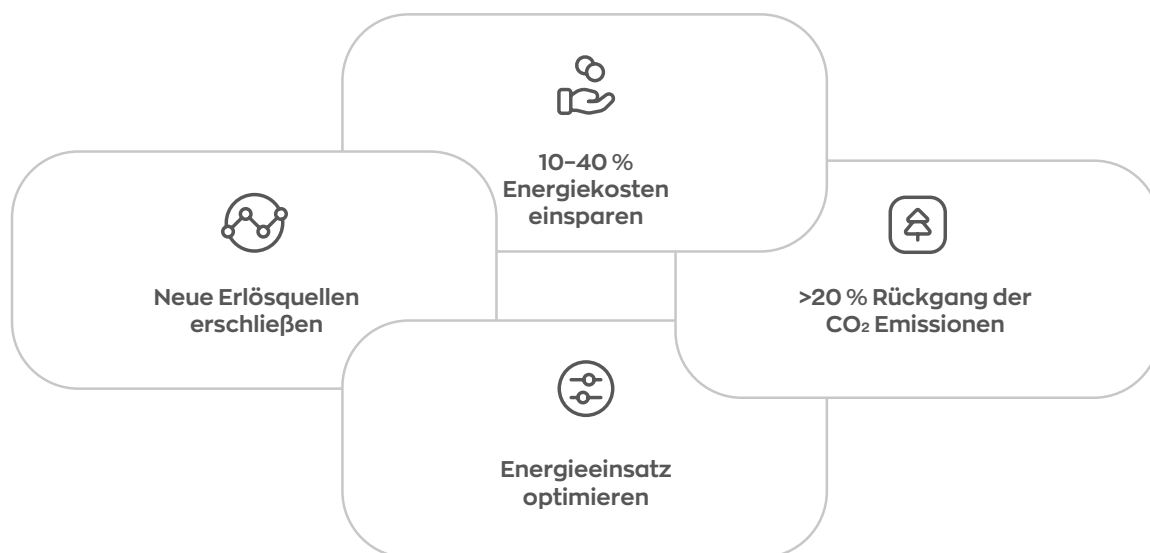 10–40 %
Energiekosten
einsparen
Neue Erlösquellen
erschließen
>20 % Rückgang der
CO₂ Emissionen
Energieeinsatz
optimieren